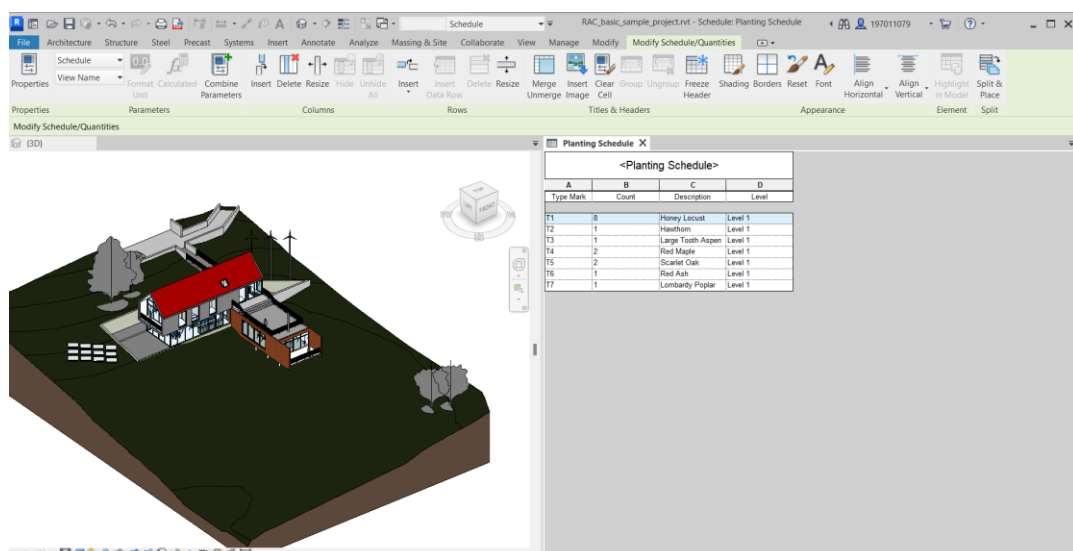 Schedule
RAC_basic_sample_project.rvt - Schedule: Planting Schedule
197011079
File Architecture Structure Steel Precast Systems Insert Annotate Analyze Massing & Site Collaborate View Manage Modify Modify Schedule/Quantities
Schedule
View Name
Properties
Format Unit
Calculated
Combine Parameters
Insert Delete Resize Hide Unhide All
Insert
Insert Data Row
Delete Resize
Merge Unmerge
Insert Image
Clear Cell
Group Ungroup
Freeze Header
Shading Borders Reset Font
Align Horizontal
Align Vertical
Highlight in Model
Split & Place
Properties Parameters Columns Rows Titles & Headers Appearance Element Split
Modify Schedule/Quantities
{3D}
Planting Schedule X
<Planting Schedule>
A B C D
Type Mark Count Description Level
T1 8 Honey Locust Level 1
T2 1 Hawthorn Level 1
T3 1 Large Tooth Aspen Level 1
T4 2 Red Maple Level 1
T5 2 Scarlet Oak Level 1
T6 1 Red Ash Level 1
T7 1 Lombardy Poplar Level 1
TOP
FRONT